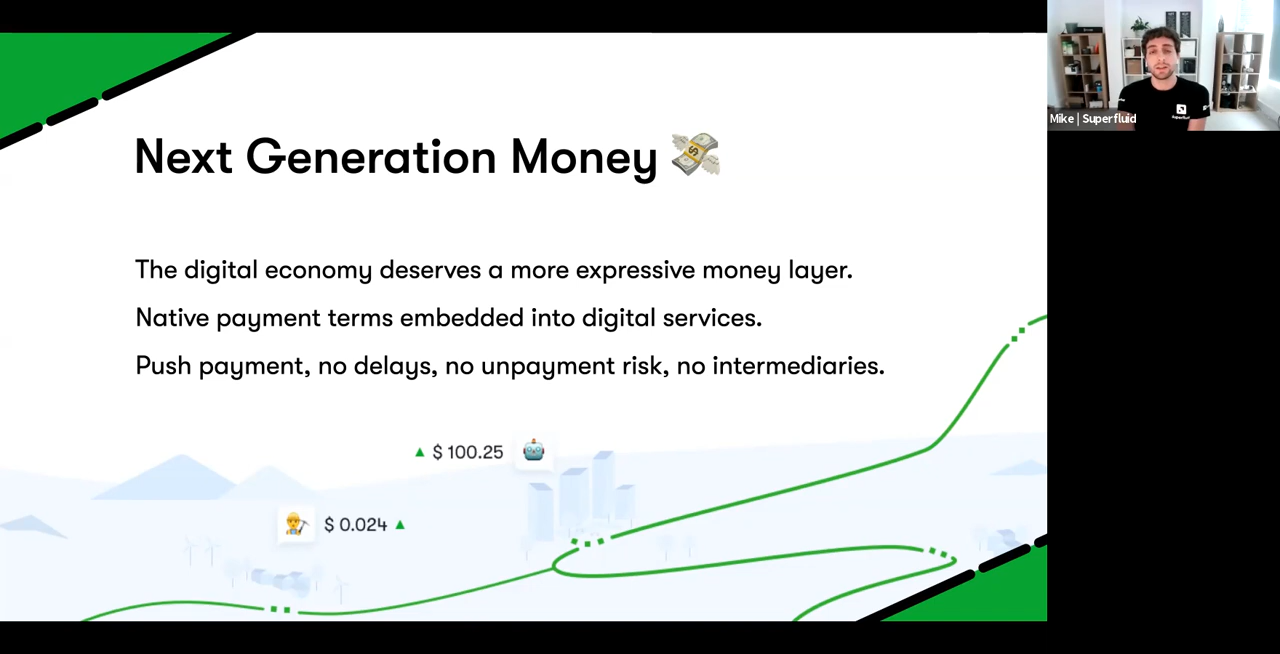 Next Generation Money 💸
The digital economy deserves a more expressive money layer.
Native payment terms embedded into digital services.
Push payment, no delays, no unpayment risk, no intermediaries.
▲ $ 100.25
$ 0.024 ▲
Mike | Superfluid